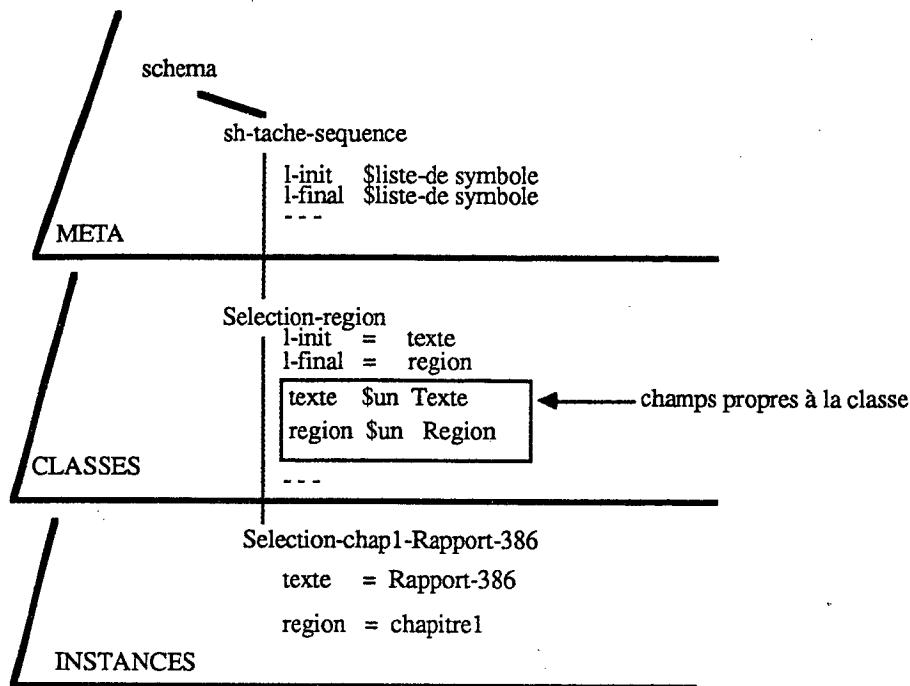 schema
sh-tache-sequence
l-init $liste-de symbole
l-final $liste-de symbole
- - -
META
Selection-region
l-init = texte
l-final = region
texte $un Texte
region $un Region
champs propres à la classe
CLASSES
- - -
Selection-chap1-Rapport-386
texte = Rapport-386
region = chapitre1
INSTANCES